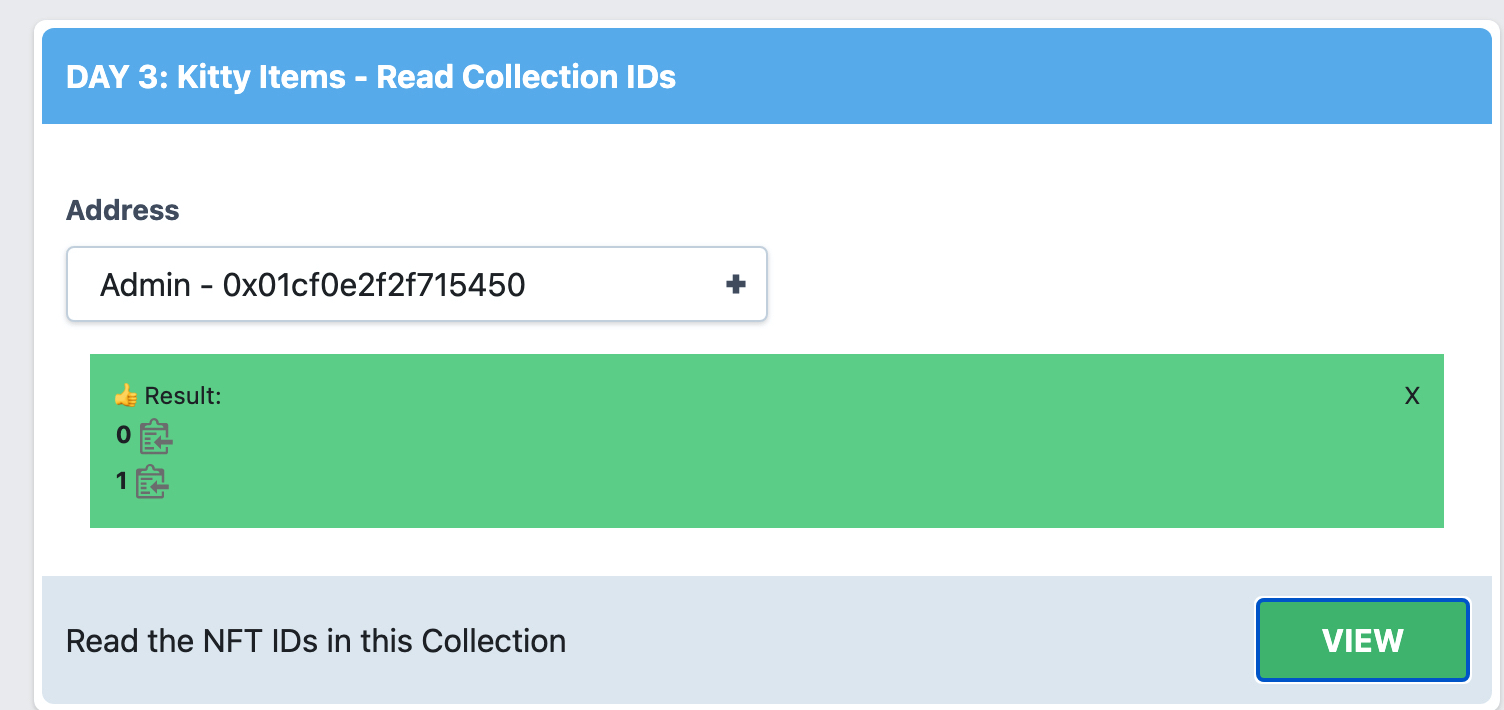 DAY 3: Kitty Items - Read Collection IDs
Address
Admin - 0x01cf0e2f2f715450
👍 Result:
X
0
1
Read the NFT IDs in this Collection
VIEW